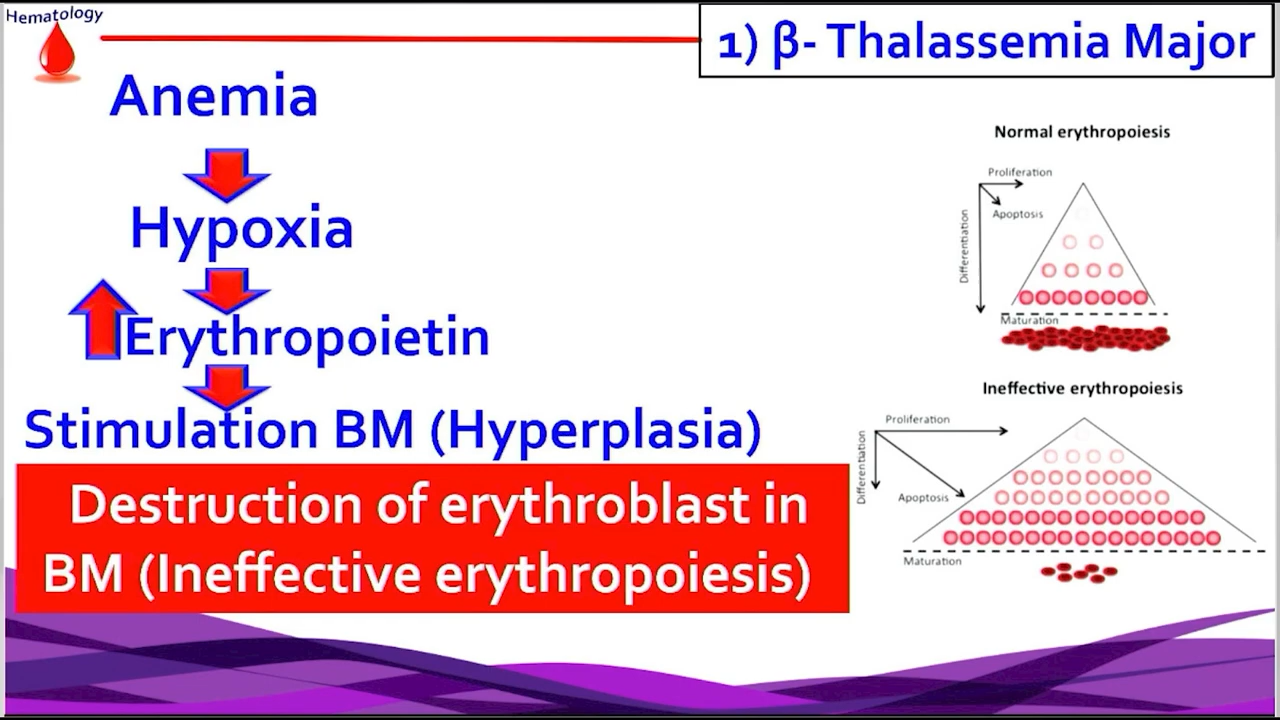 Hematology
1) β- Thalassemia Major
Anemia
Hypoxia
Erythropoietin
Stimulation BM (Hyperplasia)
Destruction of erythroblast in
BM (Ineffective erythropoiesis)
Normal erythropoiesis
Proliferation
Apoptosis
Differentiation
Maturation
Ineffective erythropoiesis
Proliferation
Differentiation
Apoptosis
Maturation